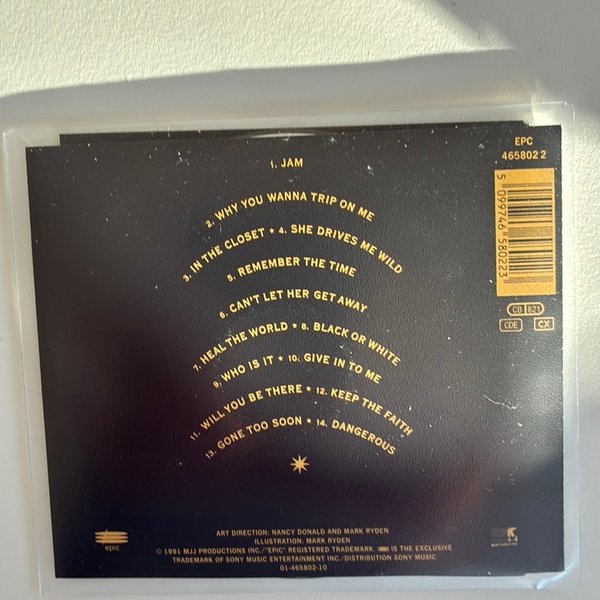 EPC
465802 2
1. JAM
2. WHY YOU WANNA TRIP ON ME
3. IN THE CLOSET ★ 4. SHE DRIVES ME WILD
5. REMEMBER THE TIME
6. CAN'T LET HER GET AWAY
7. HEAL THE WORLD ★ 8. BLACK OR WHITE
9. WHO IS IT ★ 10. GIVE IN TO ME
11. WILL YOU BE THERE ★ 12. KEEP THE FAITH
13. GONE TOO SOON ★ 14. DANGEROUS
5 099746 580223
CB 821
CDE CX
epic
ART DIRECTION: NANCY DONALD AND MARK RYDEN
ILLUSTRATION: MARK RYDEN
© 1991 MJJ PRODUCTIONS INC./"EPIC" REGISTERED TRADEMARK. IS THE EXCLUSIVE
TRADEMARK OF SONY MUSIC ENTERTAINMENT INC./DISTRIBUTION SONY MUSIC
01-465802-10